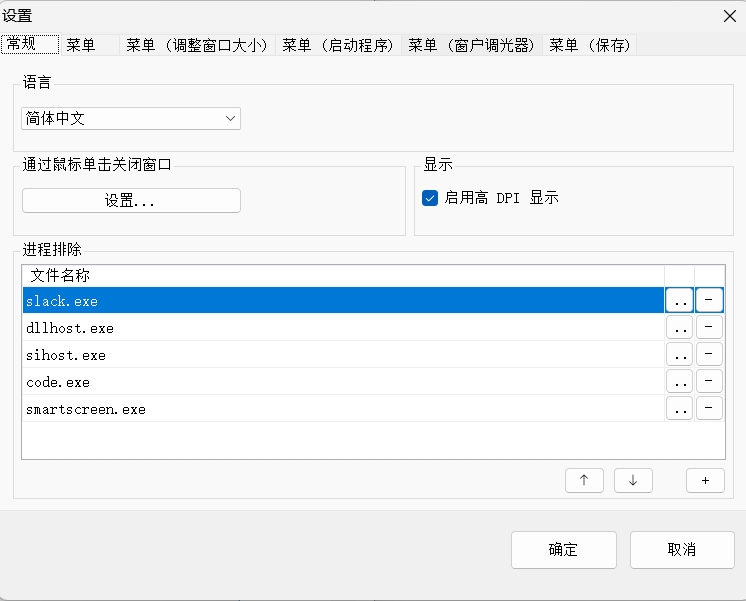 设置
常规 菜单 菜单 (调整窗口大小) 菜单 (启动程序) 菜单 (窗户调光器) 菜单 (保存)
语言
简体中文
通过鼠标单击关闭窗口
设置...
显示
启用高 DPI 显示
进程排除
文件名称
slack.exe .. -
dllhost.exe .. -
sihost.exe .. -
code.exe .. -
smartscreen.exe .. -
↑ ↓ +
确定 取消